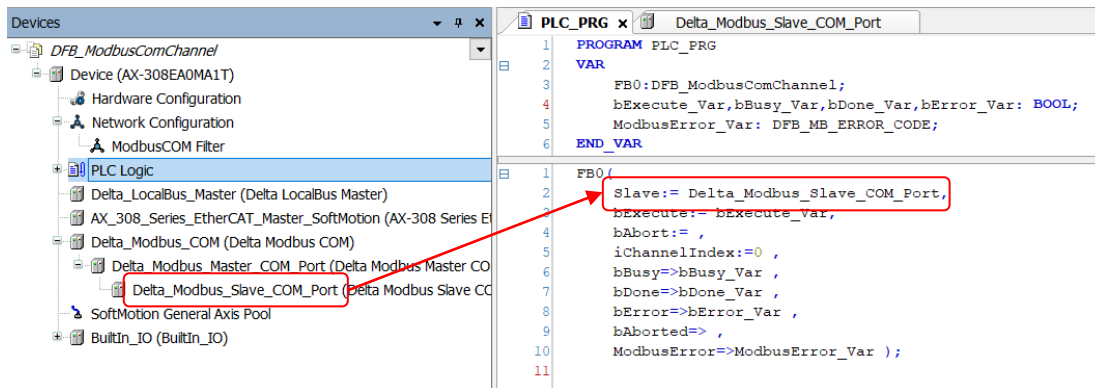 Devices
DFB_ModbusComChannel
Device (AX-308EA0MA1T)
Hardware Configuration
Network Configuration
ModbusCOM Filter
PLC Logic
Delta_LocalBus_Master (Delta LocalBus Master)
AX_308_Series_EtherCAT_Master_SoftMotion (AX-308 Series Et
Delta_Modbus_COM (Delta Modbus COM)
Delta_Modbus_Master_COM_Port (Delta Modbus Master CO
Delta_Modbus_Slave_COM_Port (Delta Modbus Slave CO
SoftMotion General Axis Pool
BuiltIn_IO (BuiltIn_IO)
PLC_PRG x Delta_Modbus_Slave_COM_Port
1 PROGRAM PLC_PRG
2 VAR
3 FB0:DFB_ModbusComChannel;
4 bExecute_Var,bBusy_Var,bDone_Var,bError_Var: BOOL;
5 ModbusError_Var: DFB_MB_ERROR_CODE;
6 END_VAR
1 FB0(
2 Slave:= Delta_Modbus_Slave_COM_Port,
3 bExecute:= bExecute_Var,
4 bAbort:= ,
5 iChannelIndex:=0 ,
6 bBusy=>bBusy_Var ,
7 bDone=>bDone_Var ,
8 bError=>bError_Var ,
9 bAborted=> ,
10 ModbusError=>ModbusError_Var );
11